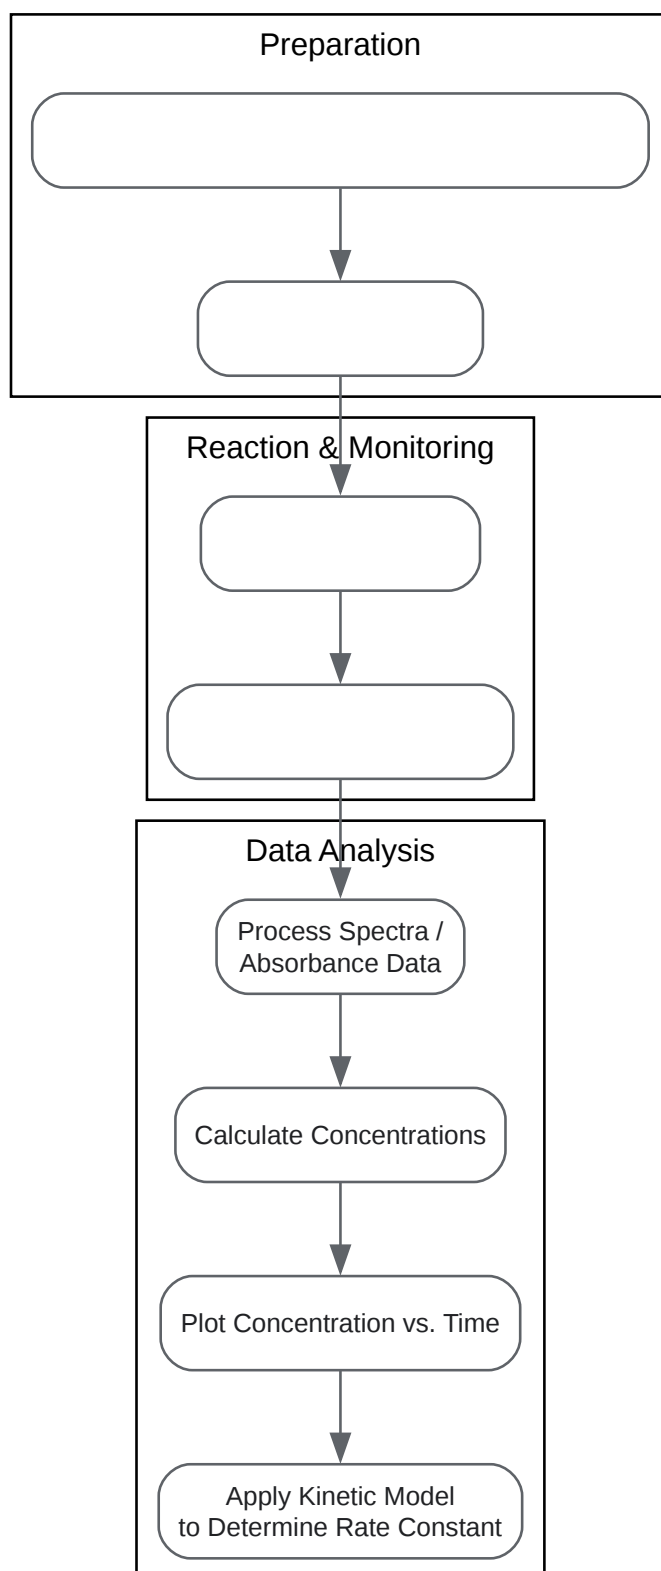 Preparation
Reaction & Monitoring
Data Analysis
Process Spectra /
Absorbance Data
Calculate Concentrations
Plot Concentration vs. Time
Apply Kinetic Model
to Determine Rate Constant